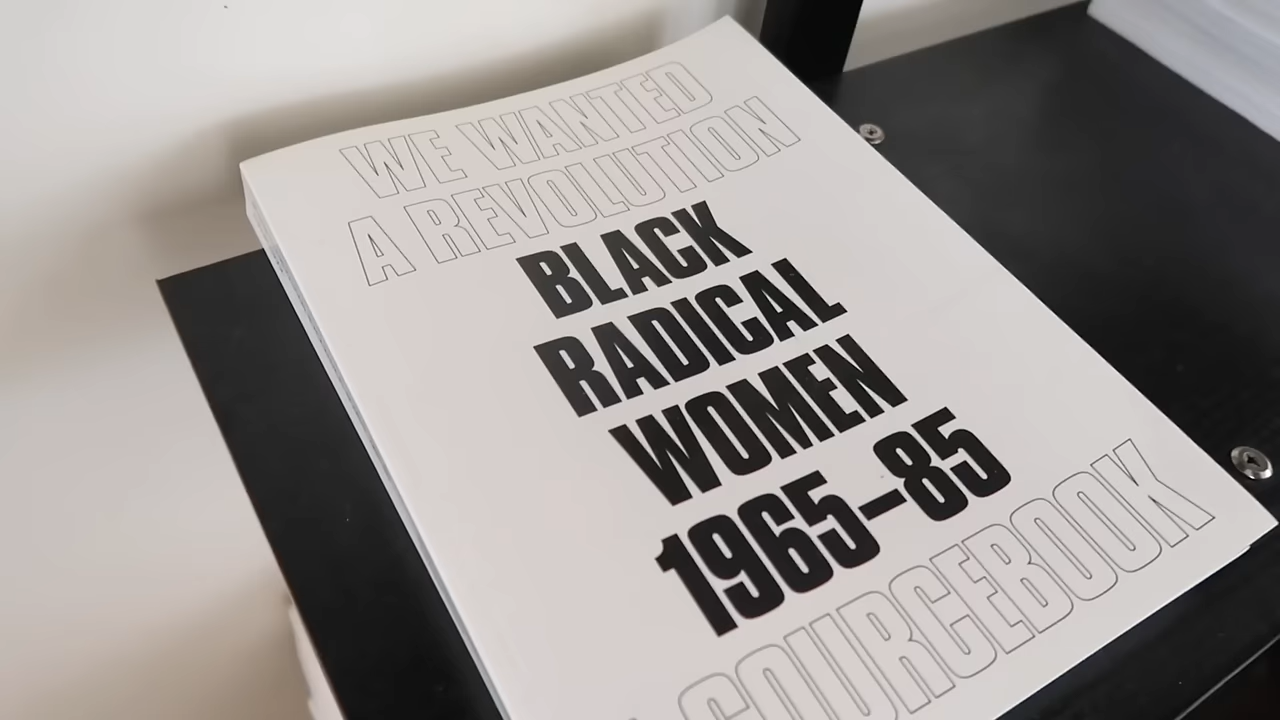 WE WANTED
A REVOLUTION
BLACK
RADICAL
WOMEN
1965–85
SOURCEBOOK